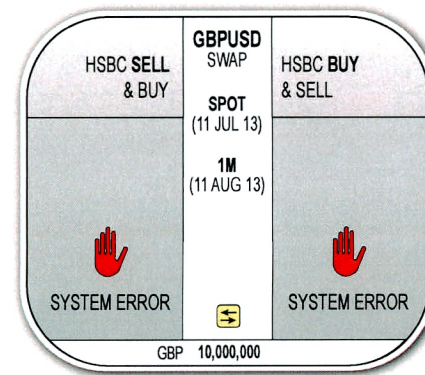 HSBC SELL
& BUY
GBPUSD
SWAP
SPOT
(11 JUL 13)
1M
(11 AUG 13)
HSBC BUY
& SELL
SYSTEM ERROR
SYSTEM ERROR
GBP 10,000,000